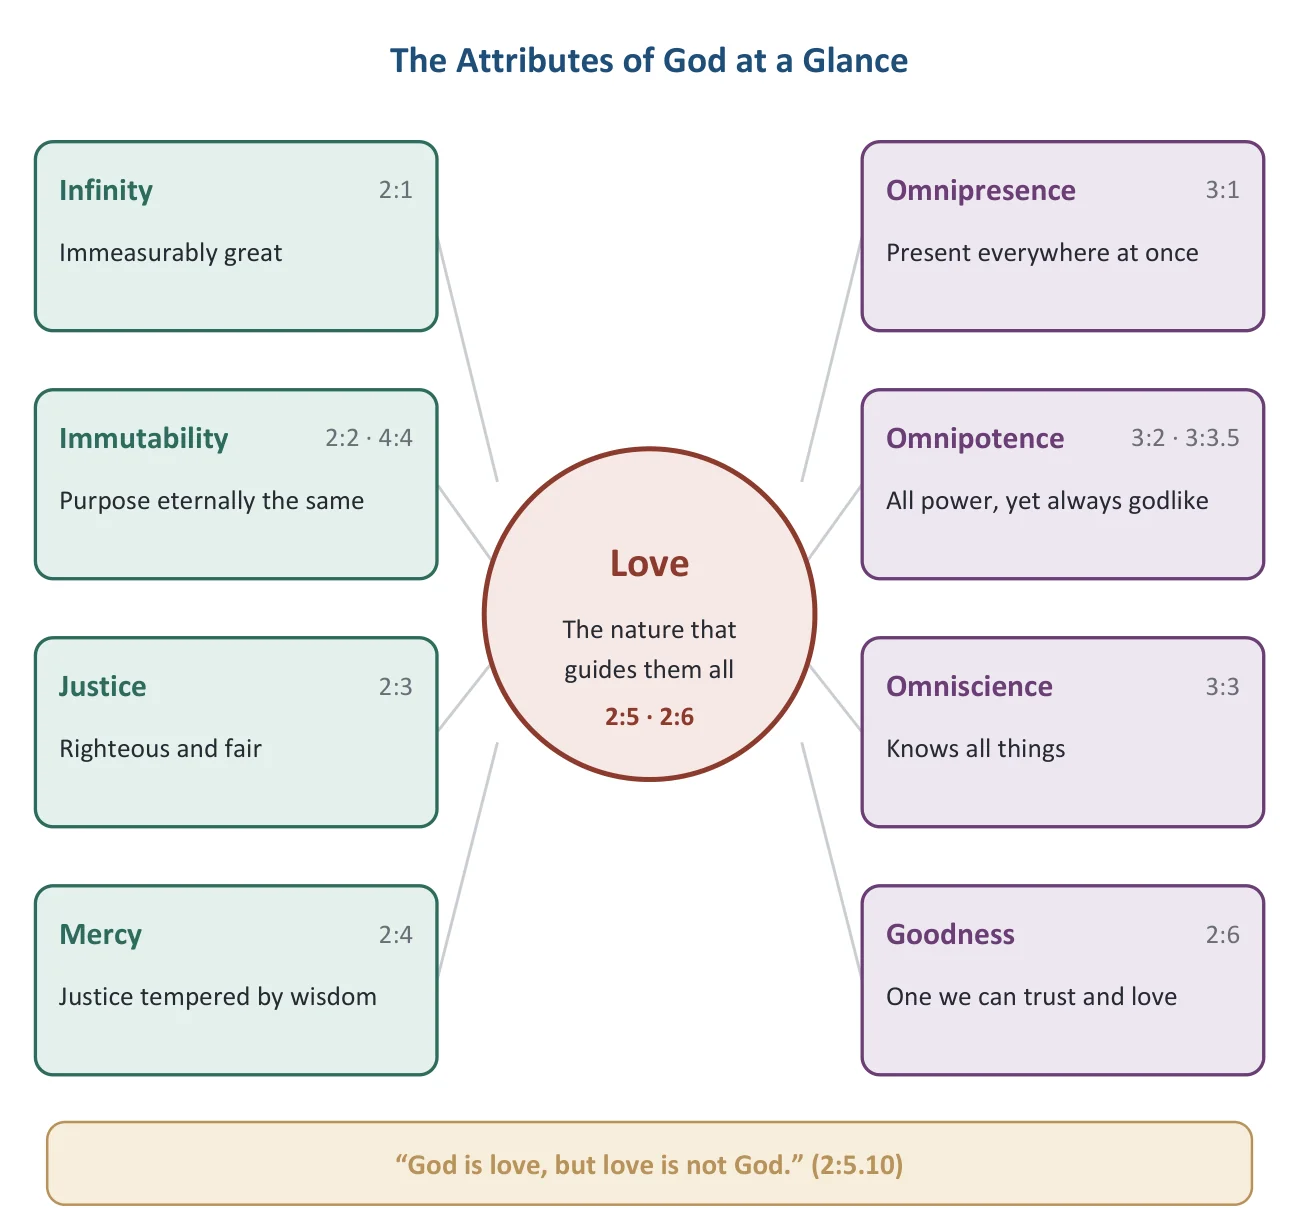 The Attributes of God at a Glance
Infinity 2:1
Immeasurably great
Immutability 2:2 · 4:4
Purpose eternally the same
Justice 2:3
Righteous and fair
Mercy 2:4
Justice tempered by wisdom
Love
The nature that
guides them all
2:5 · 2:6
Omnipresence 3:1
Present everywhere at once
Omnipotence 3:2 · 3:3.5
All power, yet always godlike
Omniscience 3:3
Knows all things
Goodness 2:6
One we can trust and love
“God is love, but love is not God.” (2:5.10)